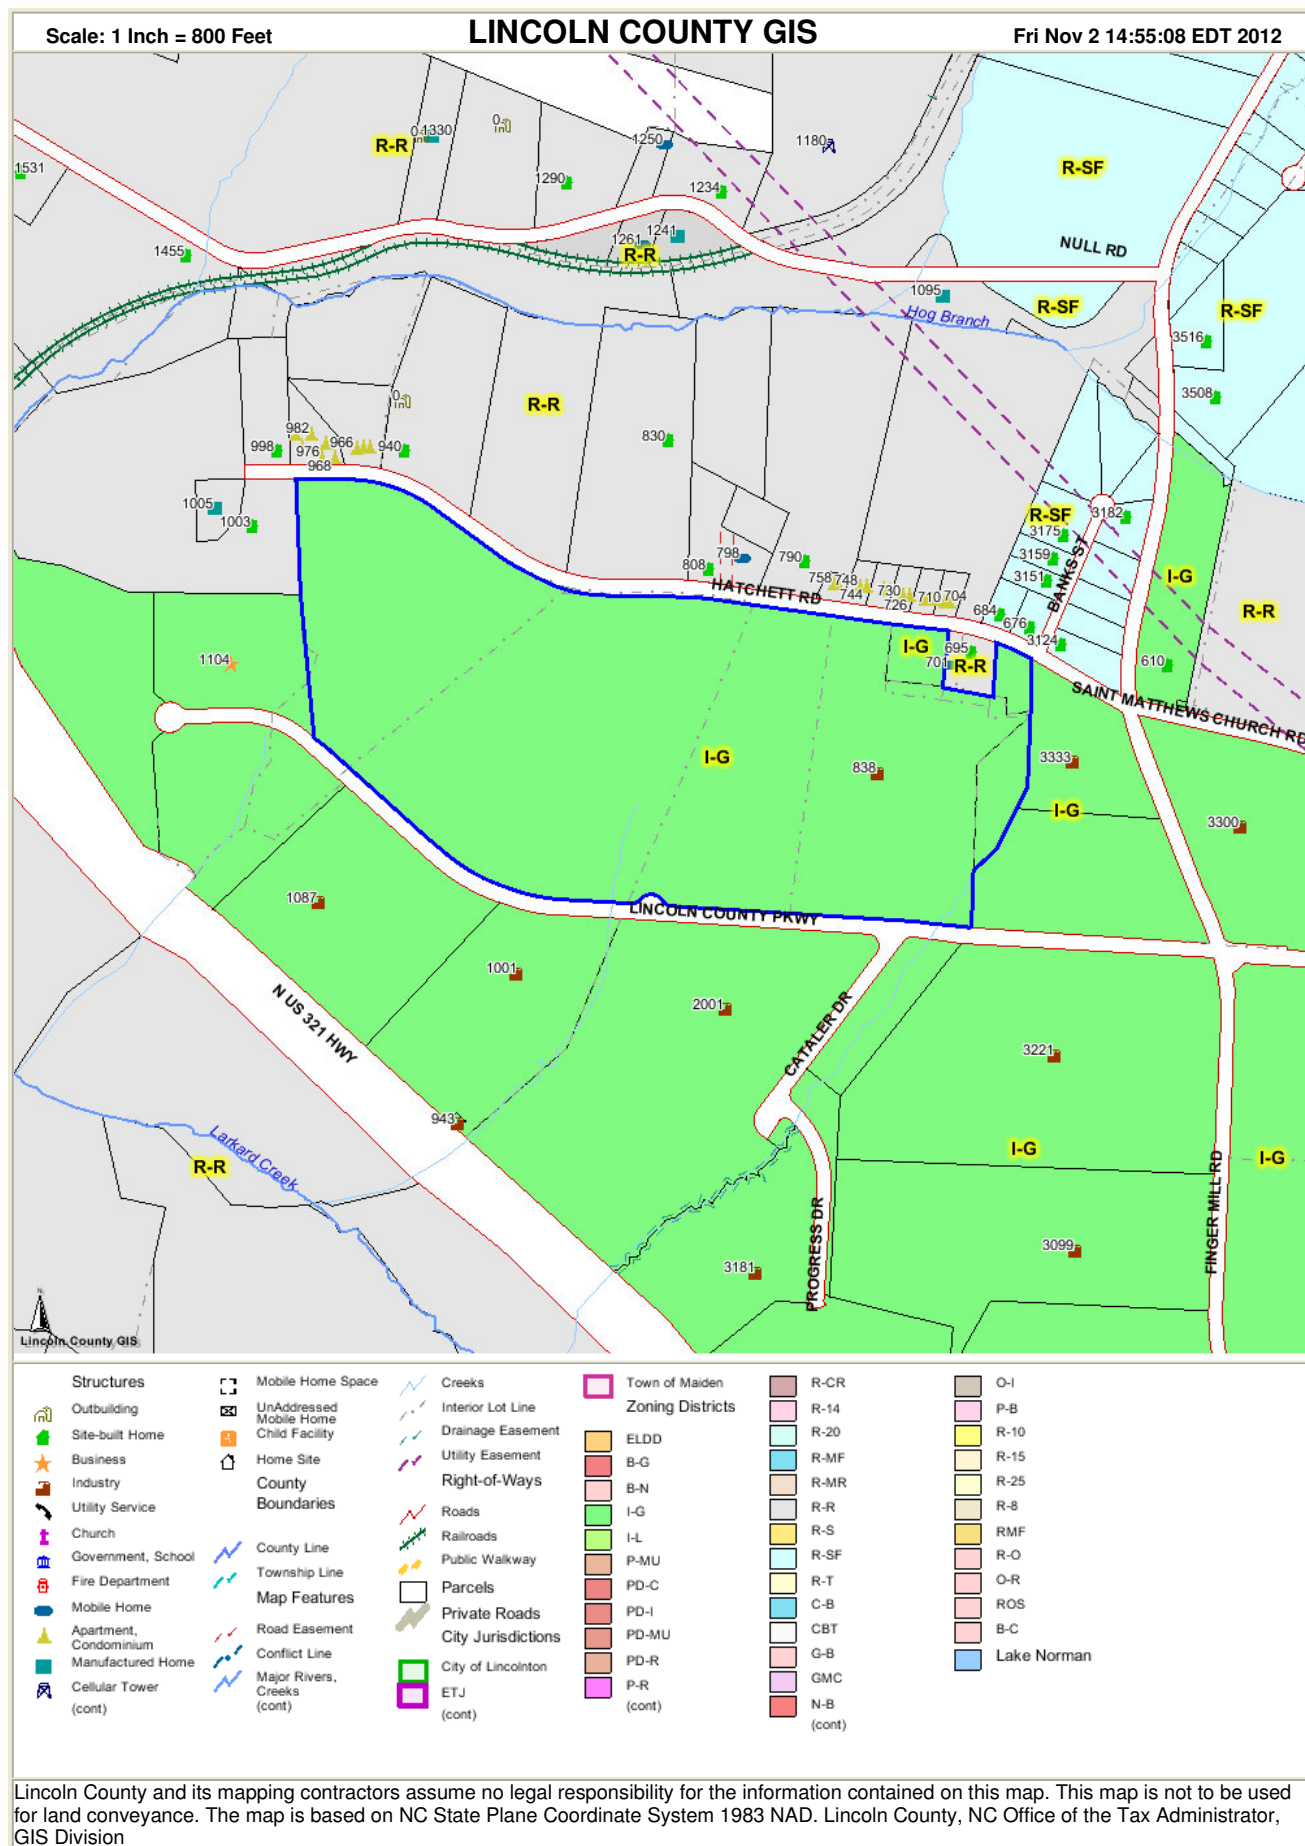 Scale: 1 Inch = 800 Feet
LINCOLN COUNTY GIS
Fri Nov 2 14:55:08 EDT 2012
0 1330
0
1250
1180
R-R
R-SF
1531
1290
1234
1455
1261
1241
R-R
NULL RD
1095
R-SF
R-SF
Hog Branch
3516
3508
0
R-R
982
966
998
976
940
968
830
1005
1003
R-SF
3182
3175
3159
3151
BANKS ST
I-G
R-R
808
798
790
758
748
744
730
726
710
704
HATCHETT RD
684
676
3124
I-G
695
701
R-R
610
1104
SAINT MATTHEWS CHURCH RD
I-G
838
3333
I-G
3300
1087
LINCOLN COUNTY PKWY
1001
2001
N US 321 HWY
CATALER DR
3221
943
Larkard Creek
R-R
I-G
I-G
FINGER MILL RD
PROGRESS DR
3099
3181
N
Lincoln County GIS
Structures
Outbuilding
Site-built Home
Business
Industry
Utility Service
Church
Government, School
Fire Department
Mobile Home
Apartment,
Condominium
Manufactured Home
Cellular Tower
(cont)
Mobile Home Space
UnAddressed
Mobile Home
Child Facility
Home Site
County
Boundaries
County Line
Township Line
Map Features
Road Easement
Conflict Line
Major Rivers,
Creeks
(cont)
Creeks
Interior Lot Line
Drainage Easement
Utility Easement
Right-of-Ways
Roads
Railroads
Public Walkway
Parcels
Private Roads
City Jurisdictions
City of Lincolnton
ETJ
(cont)
Town of Maiden
Zoning Districts
ELDD
B-G
B-N
I-G
I-L
P-MU
PD-C
PD-I
PD-MU
PD-R
P-R
(cont)
R-CR
R-14
R-20
R-MF
R-MR
R-R
R-S
R-SF
R-T
C-B
CBT
G-B
GMC
N-B
(cont)
O-I
P-B
R-10
R-15
R-25
R-8
RMF
R-O
O-R
ROS
B-C
Lake Norman
Lincoln County and its mapping contractors assume no legal responsibility for the information contained on this map. This map is not to be used
for land conveyance. The map is based on NC State Plane Coordinate System 1983 NAD. Lincoln County, NC Office of the Tax Administrator,
GIS Division